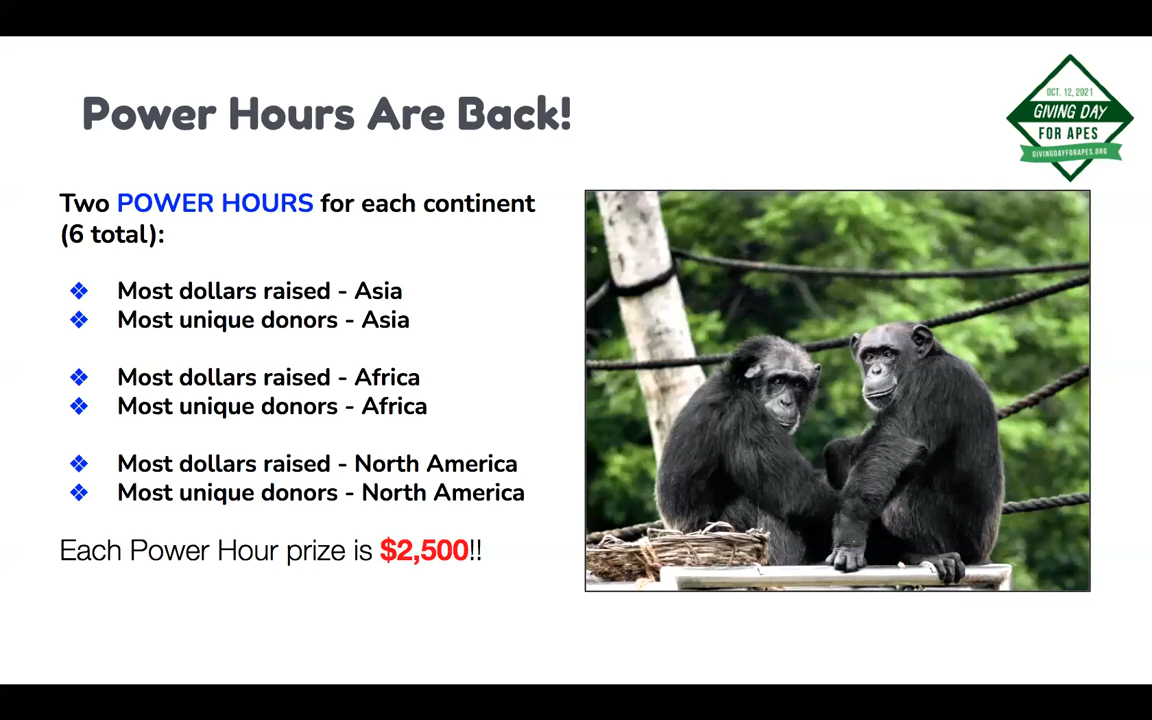 Power Hours Are Back!
OCT. 12, 2021
GIVING DAY
FOR APES
GIVINGDAYFORAPES.ORG
Two POWER HOURS for each continent
(6 total):
❖ Most dollars raised - Asia
❖ Most unique donors - Asia
❖ Most dollars raised - Africa
❖ Most unique donors - Africa
❖ Most dollars raised - North America
❖ Most unique donors - North America
Each Power Hour prize is $2,500!!